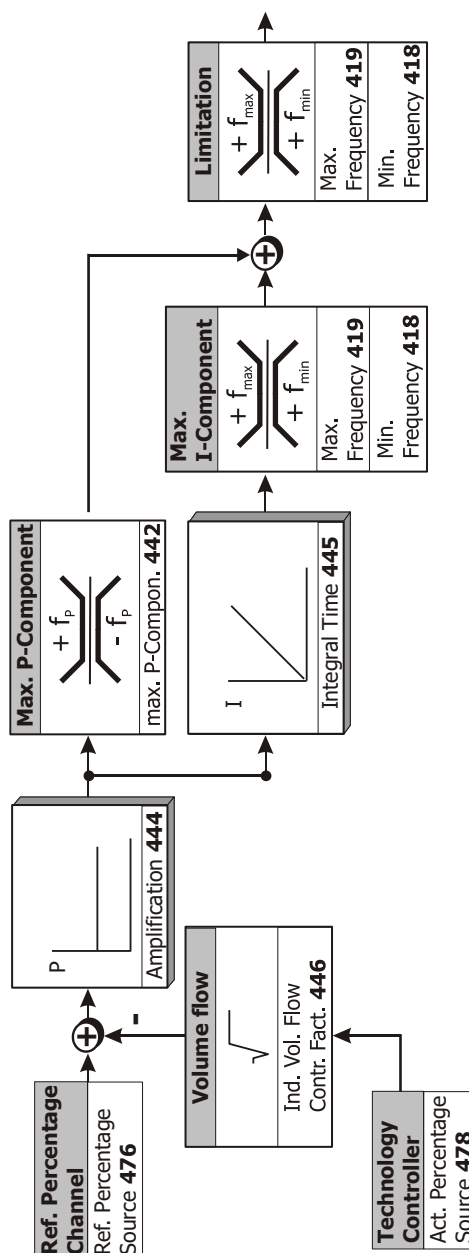 Ref. Percentage
Channel
Ref. Percentage
Source 476
Technology
Controller
Act. Percentage
Source 478
Volume flow
Ind. Vol. Flow
Contr. Fact. 446
-
+
P
Amplification 444
Max. P-Component
+ fP
- fP
max. P-Compon. 442
I
Integral Time 445
Max.
I-Component
+ fmax
+ fmin
Max.
Frequency 419
Min.
Frequency 418
+
Limitation
+ fmax
+ fmin
Max.
Frequency 419
Min.
Frequency 418